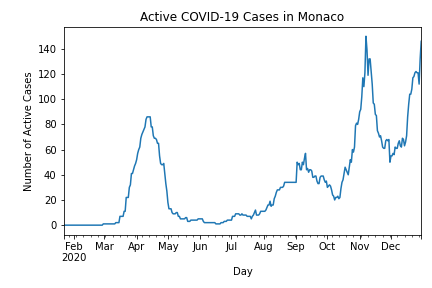 Active COVID-19 Cases in Monaco
Number of Active Cases
140
120
100
80
60
40
20
0
Feb Mar Apr May Jun Jul Aug Sep Oct Nov Dec
2020
Day